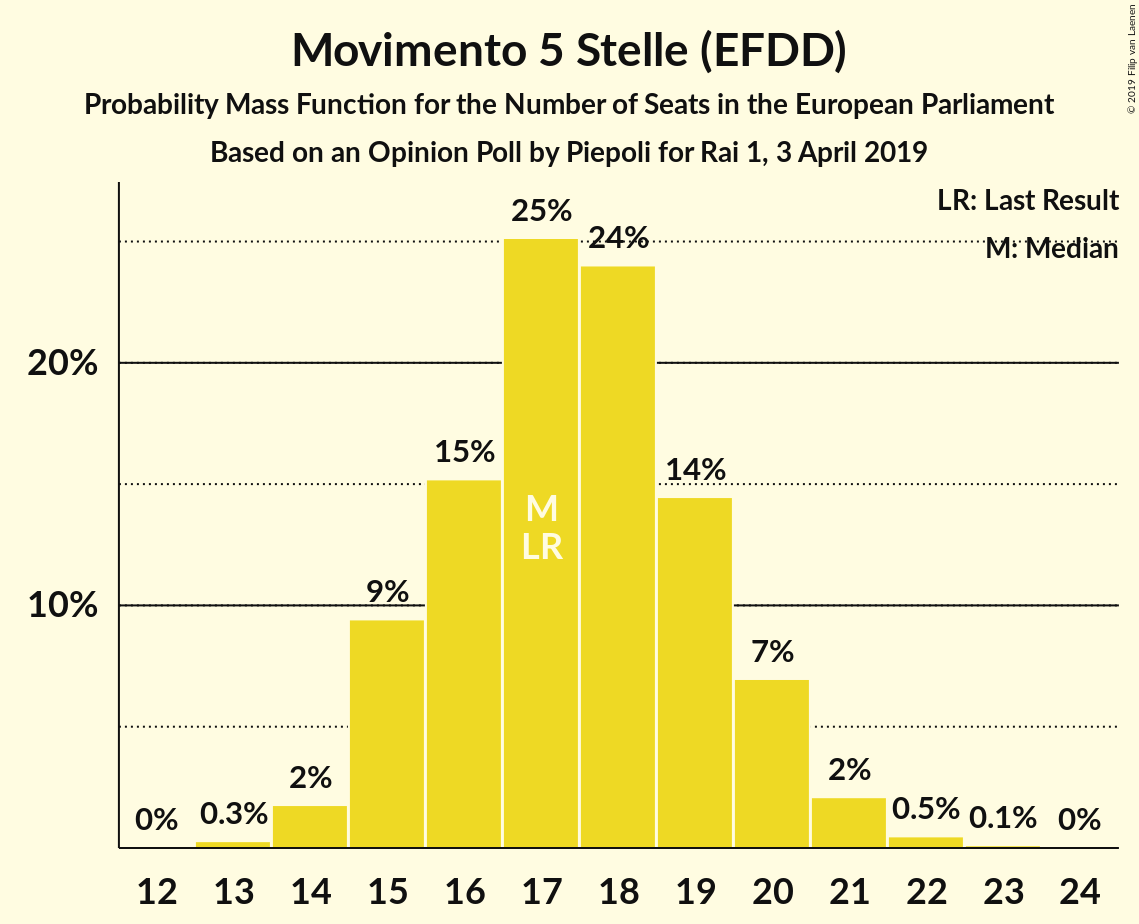 Movimento 5 Stelle (EFDD)
Probability Mass Function for the Number of Seats in the European Parliament
Based on an Opinion Poll by Piepoli for Rai 1, 3 April 2019
© 2019 Filip van Laenen
LR: Last Result
M: Median
20%
10%
0%
0.3%
2%
9%
15%
25%
24%
14%
7%
2%
0.5%
0.1%
0%
M
LR
12 13 14 15 16 17 18 19 20 21 22 23 24